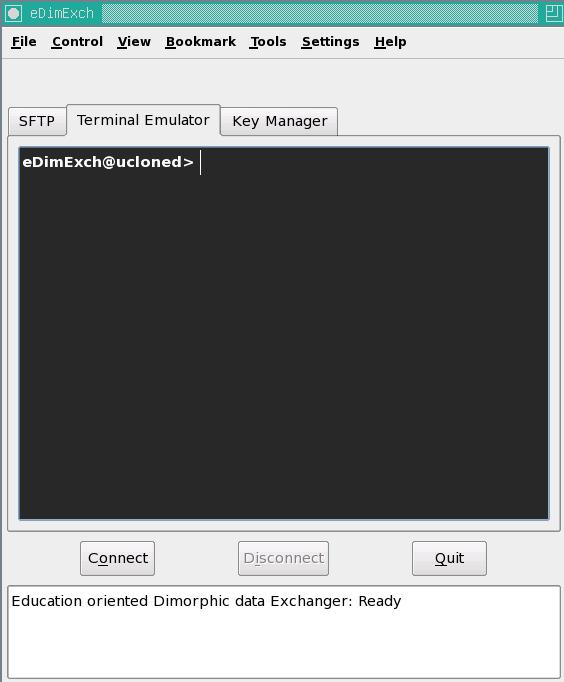 eDimExch
File Control View Bookmark Tools Settings Help
SFTP Terminal Emulator Key Manager
eDimExch@ucloned>
Connect Disconnect Quit
Education oriented Dimorphic data Exchanger: Ready